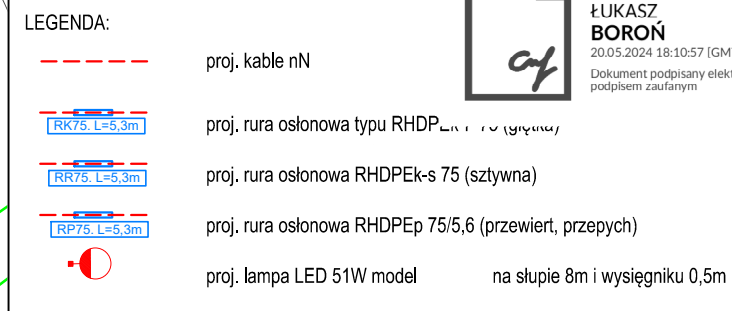 LEGENDA:
ŁUKASZ
BOROŃ
20.05.2024 18:10:57 [GM
Dokument podpisany elekt
podpisem zaufanym
proj. kable nN
RK75. L=5,3m
proj. rura osłonowa typu
RR75. L=5,3m
proj. rura osłonowa RHDPEk-s 75 (sztywna)
RP75. L=5,3m
proj. rura osłonowa RHDPEp 75/5,6 (przewiert, przepych)
proj. lampa LED 51W model na słupie 8m i wysięgniku 0,5m